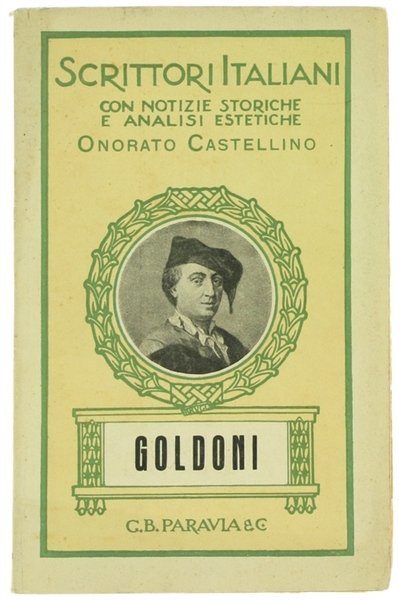 SCRITTORI ITALIANI
CON NOTIZIE STORICHE
E ANALISI ESTETICHE
ONORATO CASTELLINO
GOLDONI
G.B. PARAVIA & C